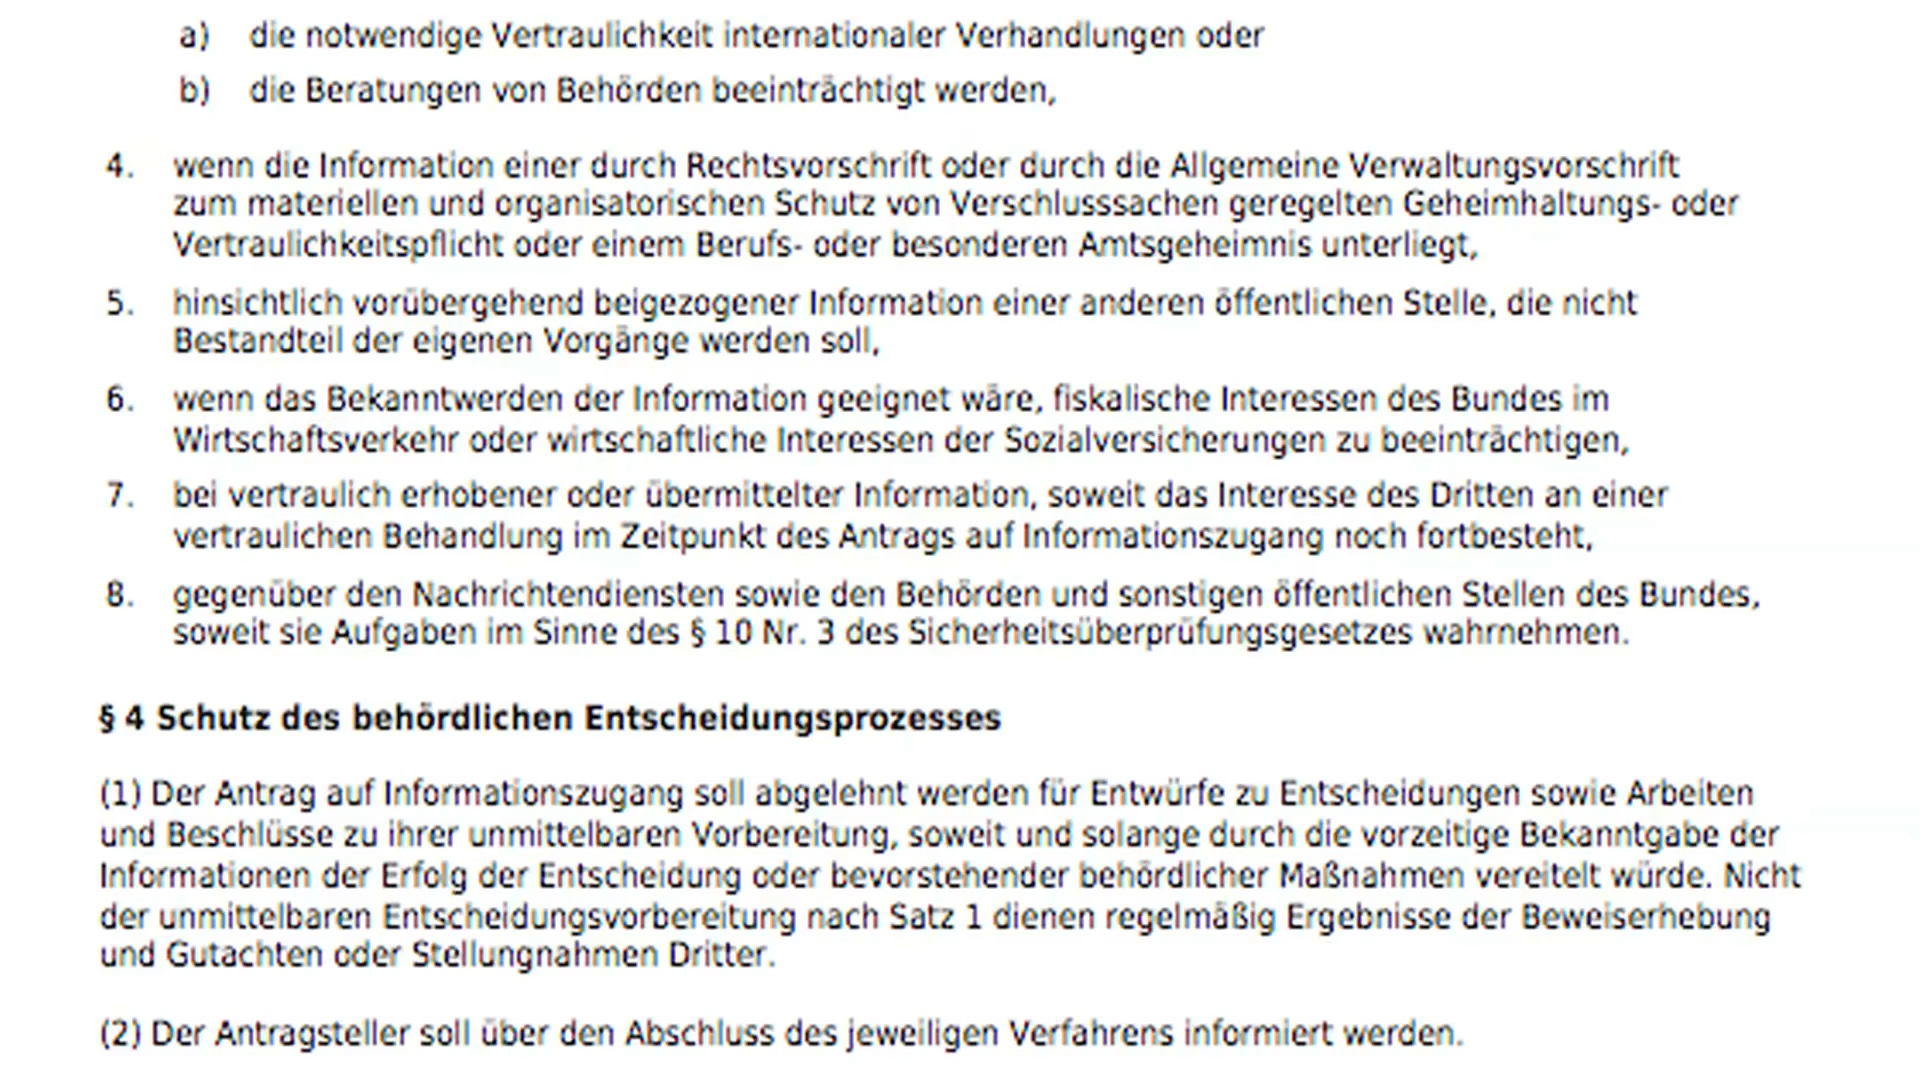 a) die notwendige Vertraulichkeit internationaler Verhandlungen oder
b) die Beratungen von Behörden beeinträchtigt werden,
4. wenn die Information einer durch Rechtsvorschrift oder durch die Allgemeine Verwaltungsvorschrift
zum materiellen und organisatorischen Schutz von Verschlusssachen geregelten Geheimhaltungs- oder
Vertraulichkeitspflicht oder einem Berufs- oder besonderen Amtsgeheimnis unterliegt,
5. hinsichtlich vorübergehend beigezogener Information einer anderen öffentlichen Stelle, die nicht
Bestandteil der eigenen Vorgänge werden soll,
6. wenn das Bekanntwerden der Information geeignet wäre, fiskalische Interessen des Bundes im
Wirtschaftsverkehr oder wirtschaftliche Interessen der Sozialversicherungen zu beeinträchtigen,
7. bei vertraulich erhobener oder übermittelter Information, soweit das Interesse des Dritten an einer
vertraulichen Behandlung im Zeitpunkt des Antrags auf Informationszugang noch fortbesteht,
8. gegenüber den Nachrichtendiensten sowie den Behörden und sonstigen öffentlichen Stellen des Bundes,
soweit sie Aufgaben im Sinne des § 10 Nr. 3 des Sicherheitsüberprüfungsgesetzes wahrnehmen.
§ 4 Schutz des behördlichen Entscheidungsprozesses
(1) Der Antrag auf Informationszugang soll abgelehnt werden für Entwürfe zu Entscheidungen sowie Arbeiten
und Beschlüsse zu ihrer unmittelbaren Vorbereitung, soweit und solange durch die vorzeitige Bekanntgabe der
Informationen der Erfolg der Entscheidung oder bevorstehender behördlicher Maßnahmen vereitelt würde. Nicht
der unmittelbaren Entscheidungsvorbereitung nach Satz 1 dienen regelmäßig Ergebnisse der Beweiserhebung
und Gutachten oder Stellungnahmen Dritter.
(2) Der Antragsteller soll über den Abschluss des jeweiligen Verfahrens informiert werden.